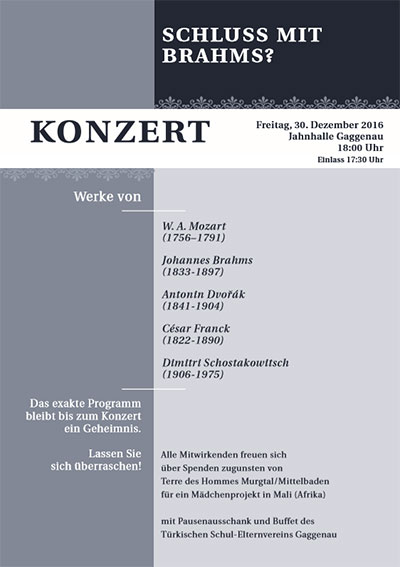 SCHLUSS MIT
BRAHMS?
KONZERT
Freitag, 30. Dezember 2016
Jahnhalle Gaggenau
18:00 Uhr
Einlass 17:30 Uhr
Werke von
W. A. Mozart
(1756–1791)
Johannes Brahms
(1833-1897)
Antonin Dvořák
(1841-1904)
César Franck
(1822-1890)
Dimitri Schostakowitsch
(1906-1975)
Das exakte Programm
bleibt bis zum Konzert
ein Geheimnis.
Lassen Sie
sich überraschen!
Alle Mitwirkenden freuen sich
über Spenden zugunsten von
Terre des Hommes Murgtal/Mittelbaden
für ein Mädchenprojekt in Mali (Afrika)
mit Pausenausschank und Buffet des
Türkischen Schul-Elternvereins Gaggenau